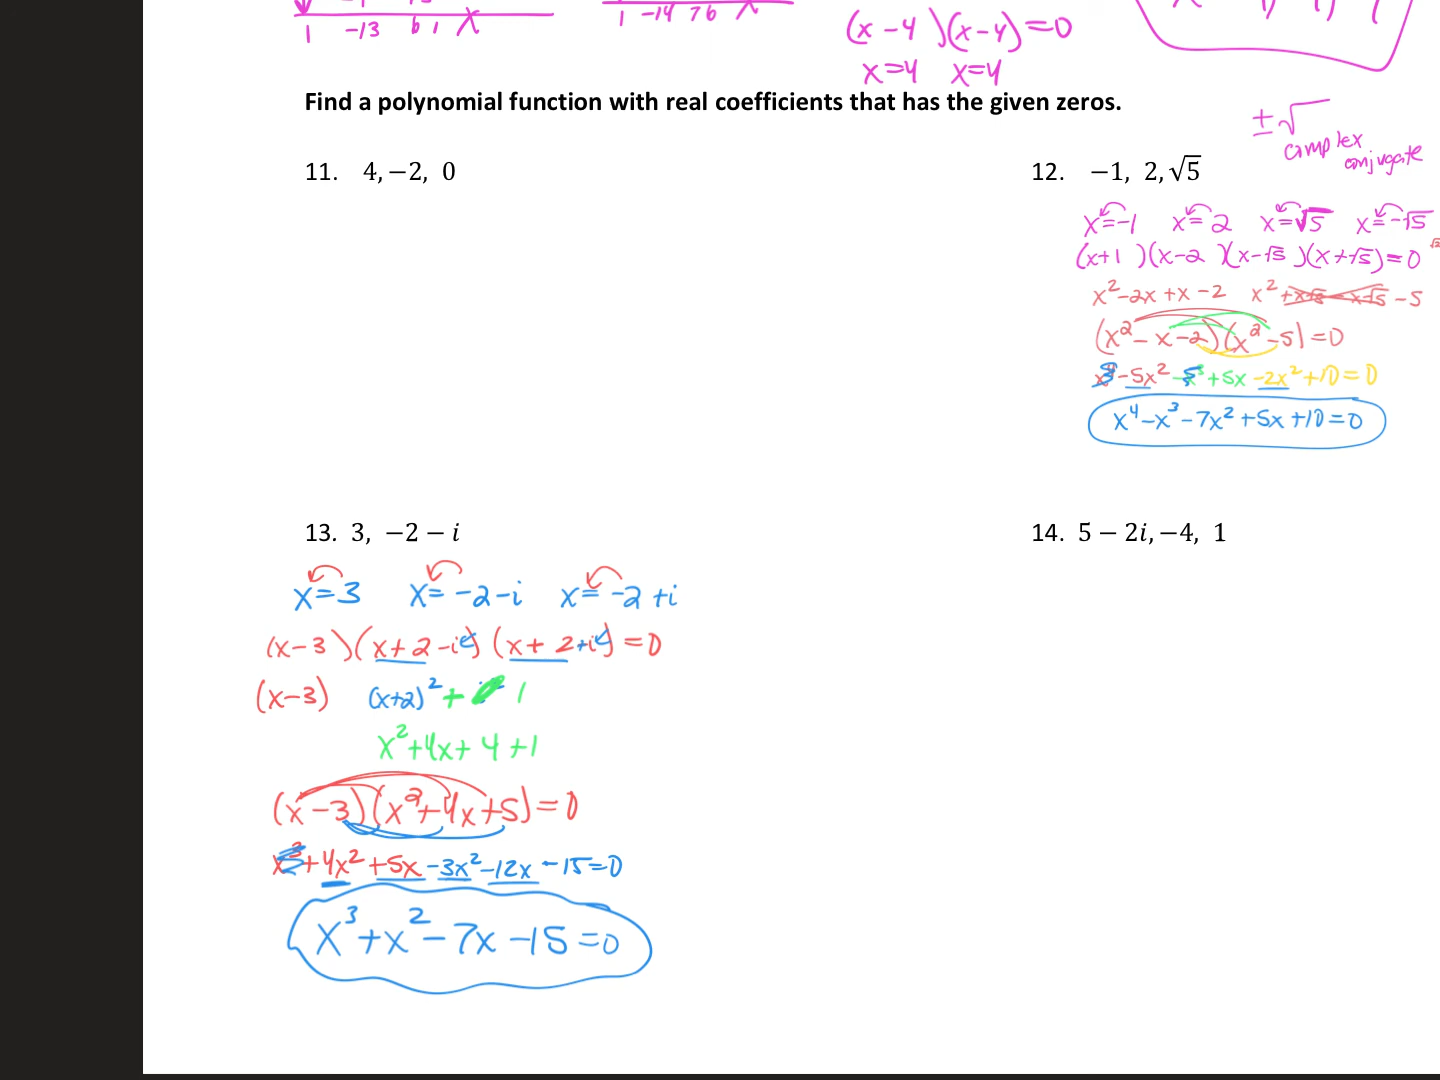 1 -13 61 X
1 -14 76 X
(x-4)(x-4)=0
x=4 x=4
Find a polynomial function with real coefficients that has the given zeros.
±√
complex conjugate
11. 4, −2, 0
12. −1, 2, √5
x=-1 x=2 x=√5 x=-√5
(x+1)(x-2)(x-√5)(x+√5)=0
x²-2x+x-2 x²+x√5-x√5-5
(x²-x-2)(x²-5)=0
-5x² +5x -2x²+10=0
x⁴-x³-7x²+5x+10=0
13. 3, −2 − i
x=3 x=-2-i x=-2+i
(x-3)(x+2-i)(x+2+i)=0
(x-3) (x+2)²+1
x²+4x+4+1
(x-3)(x²+4x+5)=0
x³+4x²+5x-3x²-12x-15=0
x³+x²-7x-15=0
14. 5 − 2i, −4, 1